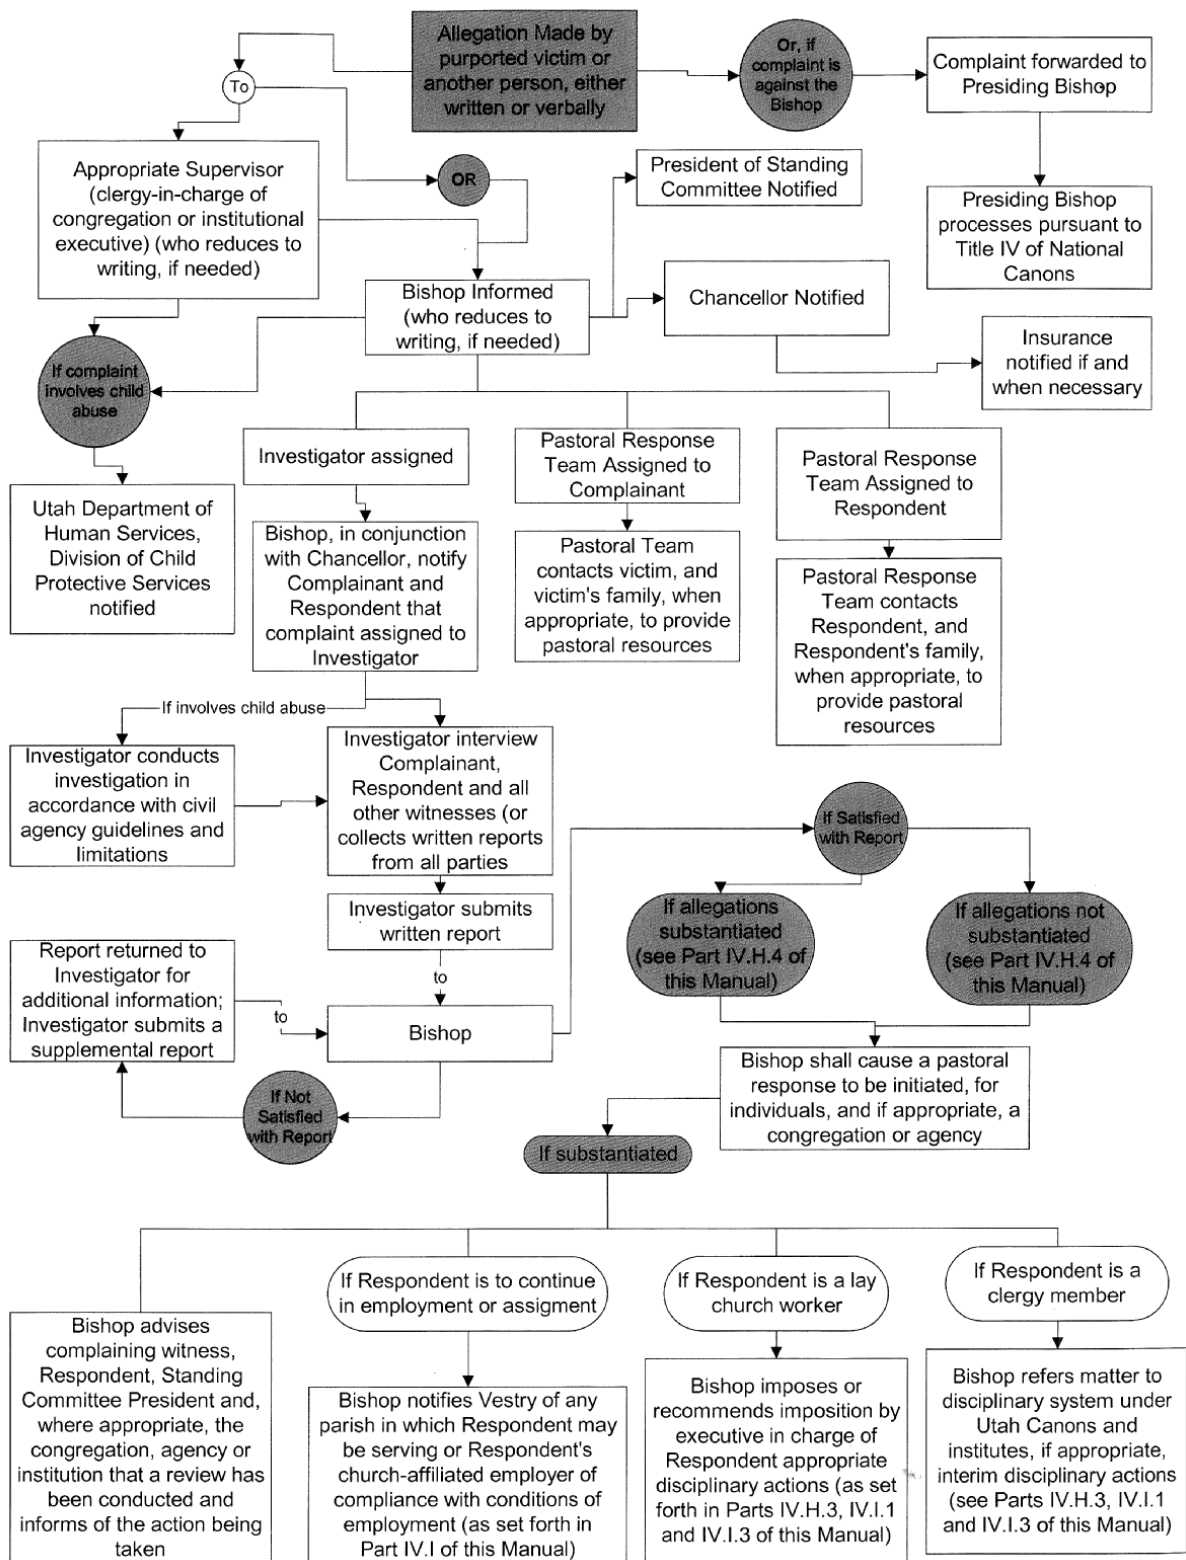 Allegation Made by
purported victim or
another person, either
written or verbally
Or, if
complaint is
against the
Bishop
Complaint forwarded to
Presiding Bishop
To
Appropriate Supervisor
(clergy-in-charge of
congregation or institutional
executive) (who reduces to
writing, if needed)
OR
President of Standing
Committee Notified
Presiding Bishop
processes pursuant to
Title IV of National
Canons
Bishop Informed
(who reduces to
writing, if needed)
Chancellor Notified
Insurance
notified if and
when necessary
If complaint
involves child
abuse
Investigator assigned
Pastoral Response
Team Assigned to
Complainant
Pastoral Response
Team Assigned to
Respondent
Utah Department of
Human Services,
Division of Child
Protective Services
notified
Bishop, in conjunction
with Chancellor, notify
Complainant and
Respondent that
complaint assigned to
Investigator
Pastoral Team
contacts victim, and
victim's family, when
appropriate, to provide
pastoral resources
Pastoral Response
Team contacts
Respondent, and
Respondent's family,
when appropriate, to
provide pastoral
resources
If involves child abuse
Investigator conducts
investigation in
accordance with civil
agency guidelines and
limitations
Investigator interview
Complainant,
Respondent and all
other witnesses (or
collects written reports
from all parties
If Satisfied
with Report
Investigator submits
written report
If allegations
substantiated
(see Part IV.H.4 of
this Manual)
If allegations not
substantiated
(see Part IV.H.4 of
this Manual)
Report returned to
Investigator for
additional information;
Investigator submits a
supplemental report
to
to
Bishop
Bishop shall cause a pastoral
response to be initiated, for
individuals, and if appropriate, a
congregation or agency
If Not
Satisfied
with Report
If substantiated
If Respondent is to continue
in employment or assigment
If Respondent is a lay
church worker
If Respondent is a
clergy member
Bishop advises
complaining witness,
Respondent, Standing
Committee President and,
where appropriate, the
congregation, agency or
institution that a review has
been conducted and
informs of the action being
taken
Bishop notifies Vestry of any
parish in which Respondent may
be serving or Respondent's
church-affiliated employer of
compliance with conditions of
employment (as set forth in
Part IV.I of this Manual)
Bishop imposes or
recommends imposition by
executive in charge of
Respondent appropriate
disciplinary actions (as set
forth in Parts IV.H.3, IV.I.1
and IV.I.3 of this Manual)
Bishop refers matter to
disciplinary system under
Utah Canons and
institutes, if appropriate,
interim disciplinary actions
(see Parts IV.H.3, IV.I.1
and IV.I.3 of this Manual)